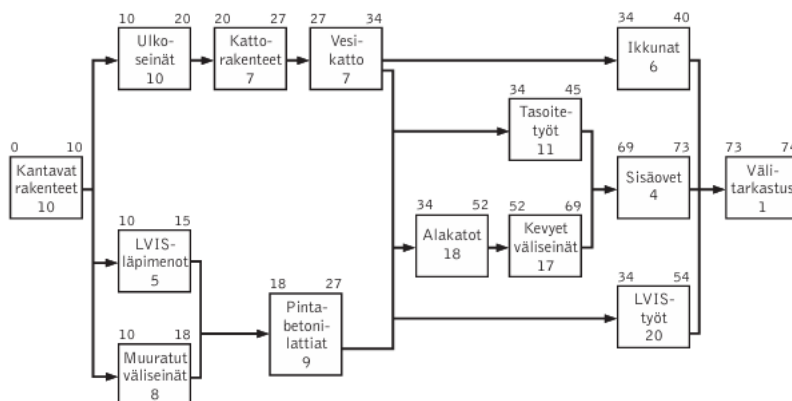 10 20
Ulko-
seinät
10
20 27
Katto-
rakenteet
7
27 34
Vesi-
katto
7
34 40
Ikkunat
6
34 45
Tasoite-
työt
11
0 10
Kantavat
rakenteet
10
69 73
Sisäovet
4
73 74
Väli-
tarkastus
1
10 15
LVIS-
läpimenot
5
34 52
Alakatot
18
52 69
Kevyet
väliseinät
17
18 27
Pinta-
betoni-
lattiat
9
34 54
LVIS-
työt
20
10 18
Muuratut
väliseinät
8